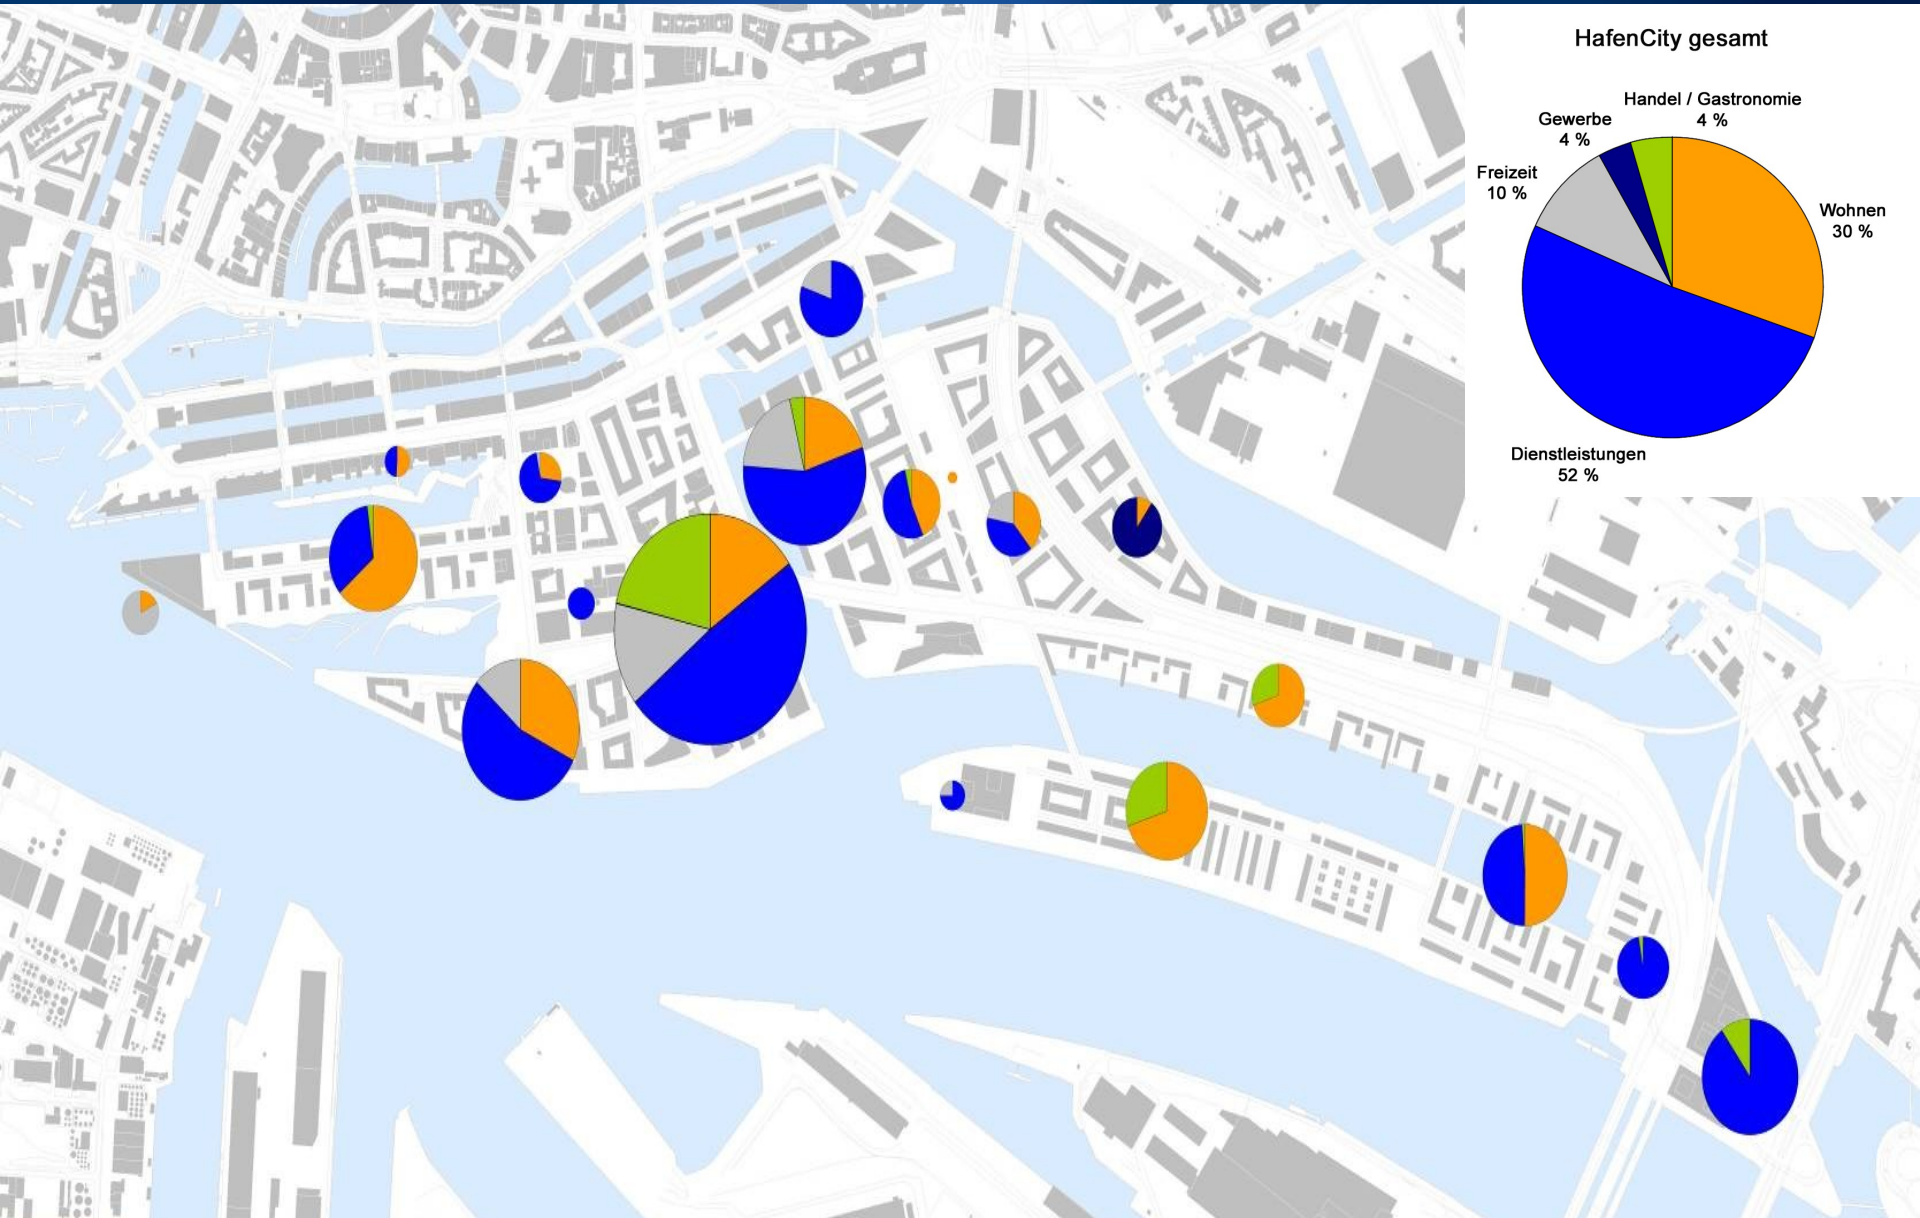 HafenCity gesamt
Handel / Gastronomie
4 %
Gewerbe
4 %
Freizeit
10 %
Wohnen
30 %
Dienstleistungen
52 %